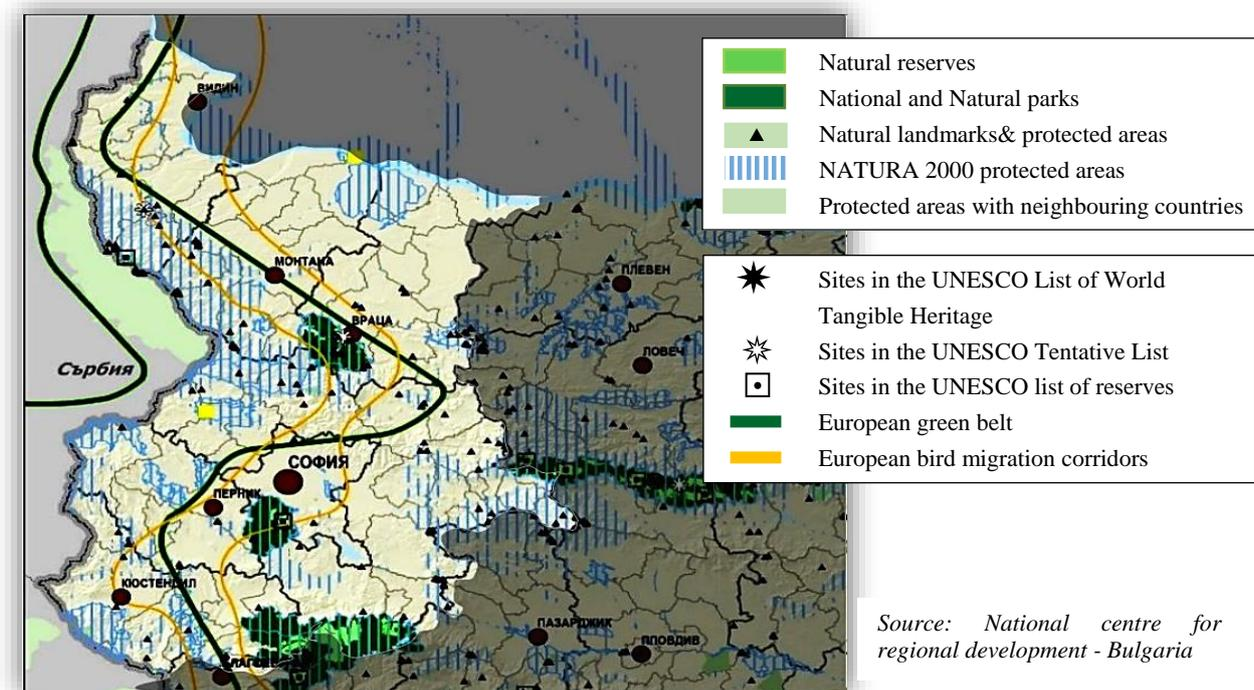 ВИДИН
МОНТАНА
ВРАЦА
ПЛЕВЕН
ЛОВЕЧ
Сърбия
СОФИЯ
ПЕРНИК
КЮСТЕНДИЛ
ПАЗАРДЖИК
ПЛОВДИВ
Natural reserves
National and Natural parks
Natural landmarks& protected areas
NATURA 2000 protected areas
Protected areas with neighbouring countries
Sites in the UNESCO List of World
Tangible Heritage
Sites in the UNESCO Tentative List
Sites in the UNESCO list of reserves
European green belt
European bird migration corridors
Source: National centre for
regional development - Bulgaria